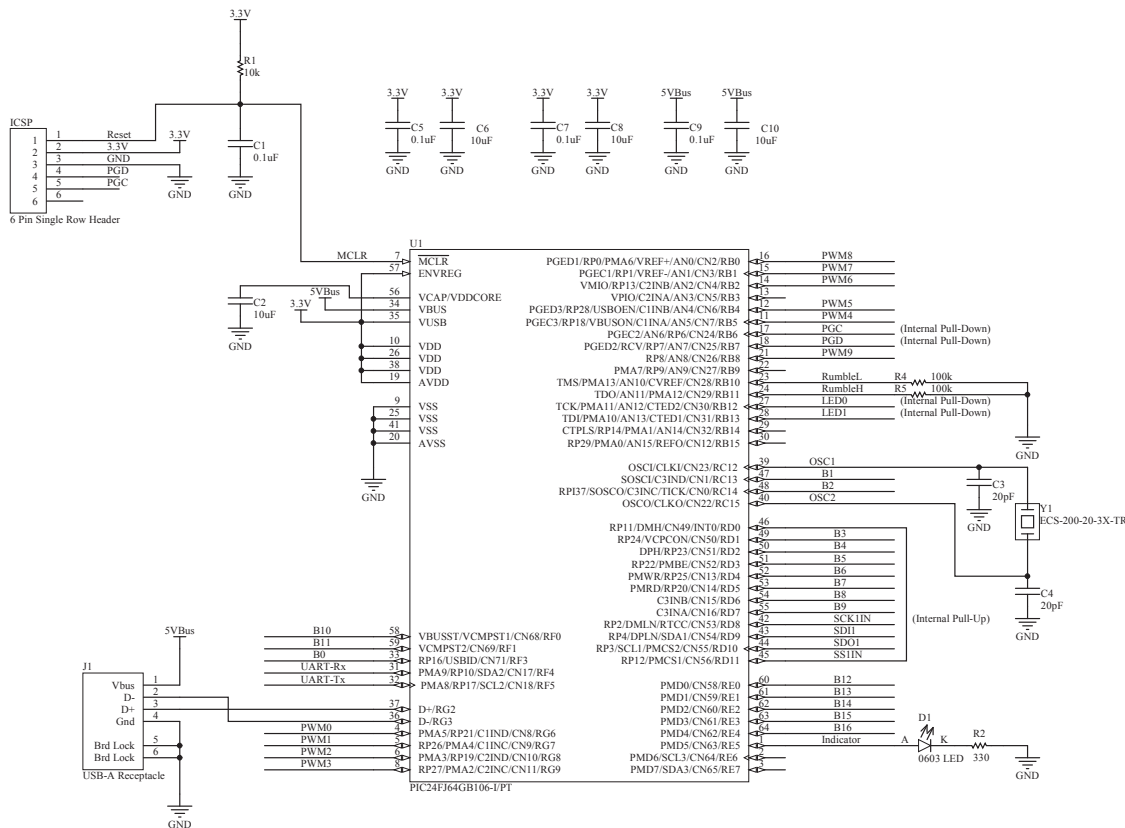 3.3V
R1
10k
C1
0.1uF
GND
ICSP
1 1 Reset
2 2 3.3V 3.3V
3 3 GND
4 4 PGD
5 5 PGC
6 6
GND
6 Pin Single Row Header
3.3V 3.3V 3.3V 3.3V 5VBus 5VBus
C5 C6 C7 C8 C9 C10
0.1uF 10uF 0.1uF 10uF 0.1uF 10uF
GND GND GND GND GND GND
U1
MCLR 7 MCLR
57 ENVREG
56 VCAP/VDDCORE
5VBus 34 VBUS
3.3V 35 VUSB
C2
10uF
GND
10 VDD
26 VDD
38 VDD
19 AVDD
9 VSS
25 VSS
41 VSS
20 AVSS
GND
B10 58 VBUSST/VCMPST1/CN68/RF0
B11 59 VCMPST2/CN69/RF1
B0 33 RP16/USBID/CN71/RF3
UART-Rx 31 PMA9/RP10/SDA2/CN17/RF4
UART-Tx 32 PMA8/RP17/SCL2/CN18/RF5
37 D+/RG2
36 D-/RG3
PWM0 4 PMA5/RP21/C1IND/CN8/RG6
PWM1 5 RP26/PMA4/C1INC/CN9/RG7
PWM2 6 PMA3/RP19/C2IND/CN10/RG8
PWM3 8 RP27/PMA2/C2INC/CN11/RG9
5VBus
J1
Vbus 1
D- 2
D+ 3
Gnd 4
Brd Lock 5
Brd Lock 6
USB-A Receptacle
GND
PGED1/RP0/PMA6/VREF+/AN0/CN2/RB0 16 PWM8
PGEC1/RP1/VREF-/AN1/CN3/RB1 15 PWM7
VMIO/RP13/C2INB/AN2/CN4/RB2 14 PWM6
VPIO/C2INA/AN3/CN5/RB3 13
PGED3/RP28/USBOEN/C1INB/AN4/CN6/RB4 12 PWM5
PGEC3/RP18/VBUSON/C1INA/AN5/CN7/RB5 11 PWM4
PGEC2/AN6/RP6/CN24/RB6 17 PGC (Internal Pull-Down)
PGED2/RCV/RP7/AN7/CN25/RB7 18 PGD (Internal Pull-Down)
RP8/AN8/CN26/RB8 21 PWM9
PMA7/RP9/AN9/CN27/RB9 22
TMS/PMA13/AN10/CVREF/CN28/RB10 23 RumbleL R4 100k
TDO/AN11/PMA12/CN29/RB11 24 RumbleH R5 100k
TCK/PMA11/AN12/CTED2/CN30/RB12 27 LED0 (Internal Pull-Down)
TDI/PMA10/AN13/CTED1/CN31/RB13 28 LED1 (Internal Pull-Down)
CTPLS/RP14/PMA1/AN14/CN32/RB14 29
RP29/PMA0/AN15/REFO/CN12/RB15 30
GND
OSCI/CLKI/CN23/RC12 39 OSC1
SOSCI/C3IND/CN1/RC13 47 B1
RPI37/SOSCO/C3INC/TICK/CN0/RC14 48 B2
OSCO/CLKO/CN22/RC15 40 OSC2
C3
20pF
GND
Y1
ECS-200-20-3X-TR
C4
20pF
GND
RP11/DMH/CN49/INT0/RD0 46
RP24/VCPCON/CN50/RD1 49 B3
DPH/RP23/CN51/RD2 50 B4
RP22/PMBE/CN52/RD3 51 B5
PMWR/RP25/CN13/RD4 52 B6
PMRD/RP20/CN14/RD5 53 B7
C3INB/CN15/RD6 54 B8
C3INA/CN16/RD7 55 B9
RP2/DMLN/RTCC/CN53/RD8 42 SCK1IN
RP4/DPLN/SDA1/CN54/RD9 43 SDI1
RP3/SCL1/PMCS2/CN55/RD10 44 SDO1
RP12/PMCS1/CN56/RD11 45 SS1IN
(Internal Pull-Up)
PMD0/CN58/RE0 60 B12
PMD1/CN59/RE1 61 B13
PMD2/CN60/RE2 62 B14
PMD3/CN61/RE3 63 B15
PMD4/CN62/RE4 64 B16
PMD5/CN63/RE5 1 Indicator
PMD6/SCL3/CN64/RE6 2
PMD7/SDA3/CN65/RE7 3
D1
A K
0603 LED
R2
330
GND
PIC24FJ64GB106-I/PT